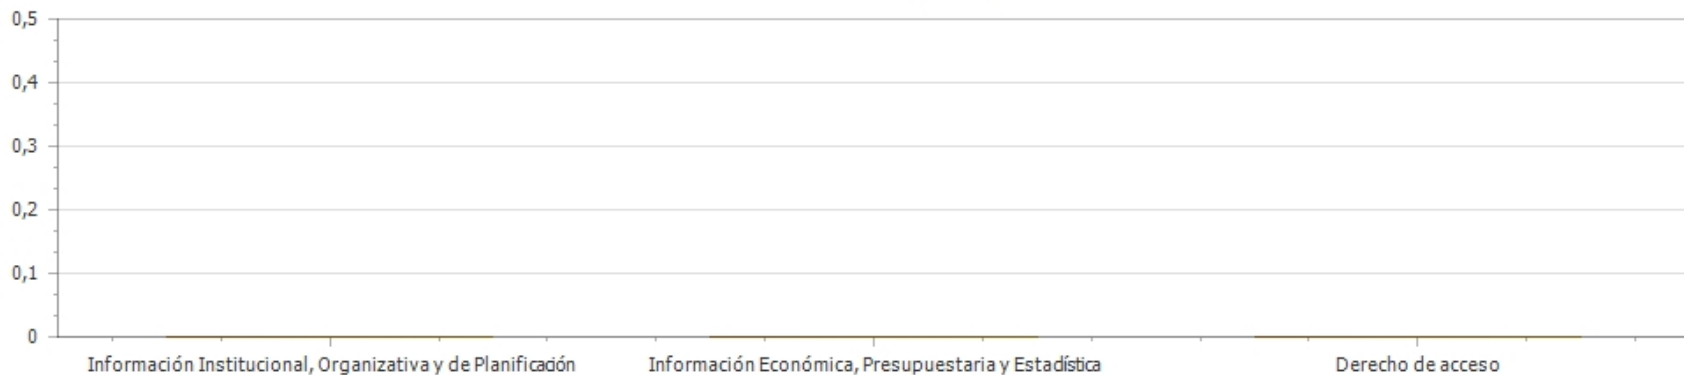 0,5
0,4
0,3
0,2
0,1
0
Información Institucional, Organizativa y de Planificación
Información Económica, Presupuestaria y Estadística
Derecho de acceso